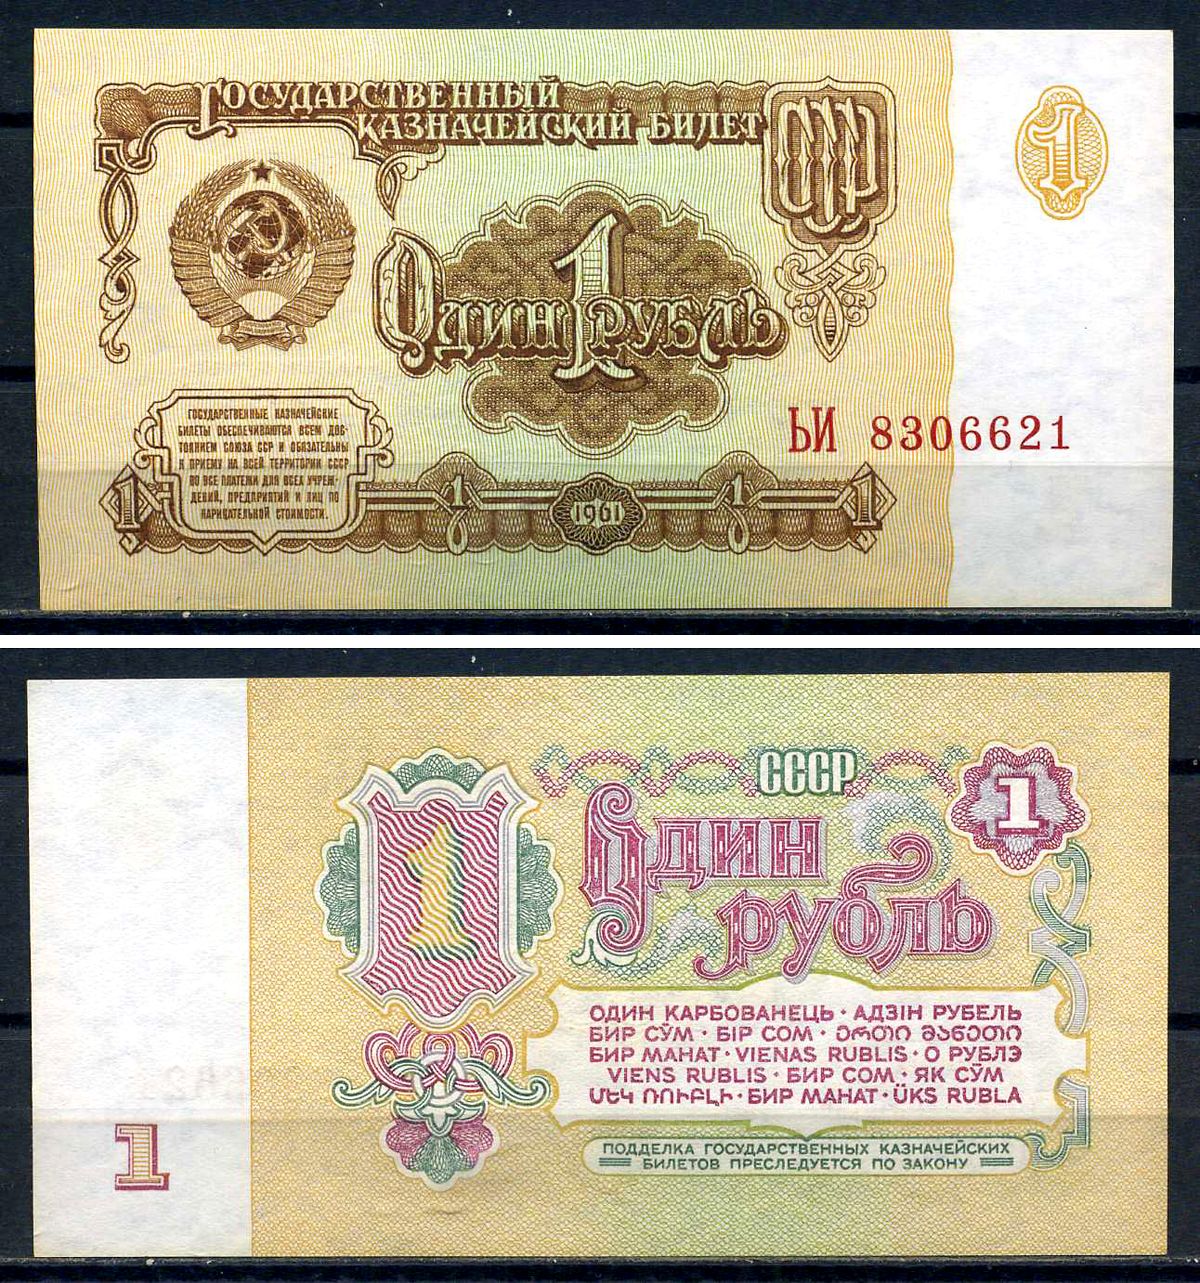 ГОСУДАРСТВЕННЫЙ
КАЗНАЧЕЙСКИЙ БИЛЕТ
СССР
1
1
ОДИН РУБЛЬ
ЬИ 8306621
ГОСУДАРСТВЕННЫЕ КАЗНАЧЕЙСКИЕ
БИЛЕТЫ ОБЕСПЕЧИВАЮТСЯ ВСЕМ ДОС-
ТОЯНИЕМ СОЮЗА ССР И ОБЯЗАТЕЛЬНЫ
К ПРИЕМУ НА ВСЕЙ ТЕРРИТОРИИ СССР
ВО ВСЕ ПЛАТЕЖИ ДЛЯ ВСЕХ УЧРЕЖ-
ДЕНИЙ, ПРЕДПРИЯТИЙ И ЛИЦ ПО
НАРИЦАТЕЛЬНОЙ СТОИМОСТИ.
1 1 1961 1 1
СССР
1
1
ОДИН
РУБЛЬ
ОДИН КАРБОВАНЕЦЬ · АДЗІН РУБЕЛЬ
БИР СЎМ · БІР СОМ · ერთი მანეთი
БИР МАНАТ · VIENAS RUBLIS · О РУБЛЭ
VIENS RUBLIS · БИР СОМ · ЯК СӮМ
ՄԵԿ ՌՈՒԲԼԻ · БИР МАНАТ · ÜKS RUBLA
ПОДДЕЛКА ГОСУДАРСТВЕННЫХ КАЗНАЧЕЙСКИХ
БИЛЕТОВ ПРЕСЛЕДУЕТСЯ ПО ЗАКОНУ
1